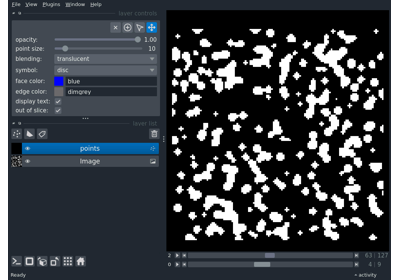 File View Plugins Window Help
layer controls
opacity: 1.00
point size: 10
blending: translucent
symbol: disc
face color: blue
edge color: dimgrey
display text:
out of slice:
layer list
points
Image
2 63 127
0 4 9
Ready activity